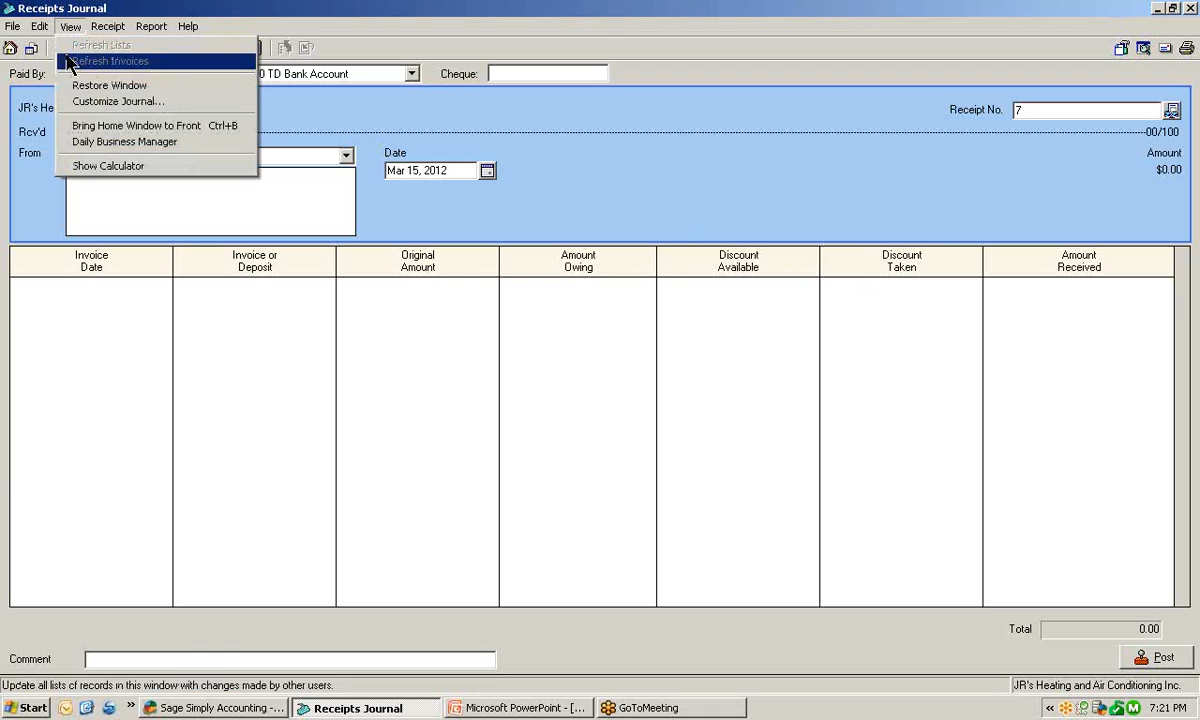 Receipts Journal
File Edit View Receipt Report Help
Refresh Lists
Refresh Invoices
Restore Window
Customize Journal...
Bring Home Window to Front Ctrl+B
Daily Business Manager
Show Calculator
Paid By: 0 TD Bank Account Cheque:
JR's He Receipt No. 7
Rcv'd -00/100
From Date Amount
Mar 15, 2012 $0.00
Invoice Date
Invoice or Deposit
Original Amount
Amount Owing
Discount Available
Discount Taken
Amount Received
Total 0.00
Comment Post
Update all lists of records in this window with changes made by other users. JR's Heating and Air Conditioning Inc.
Start » Sage Simply Accounting -... Receipts Journal Microsoft PowerPoint - [... GoToMeeting « 7:21 PM